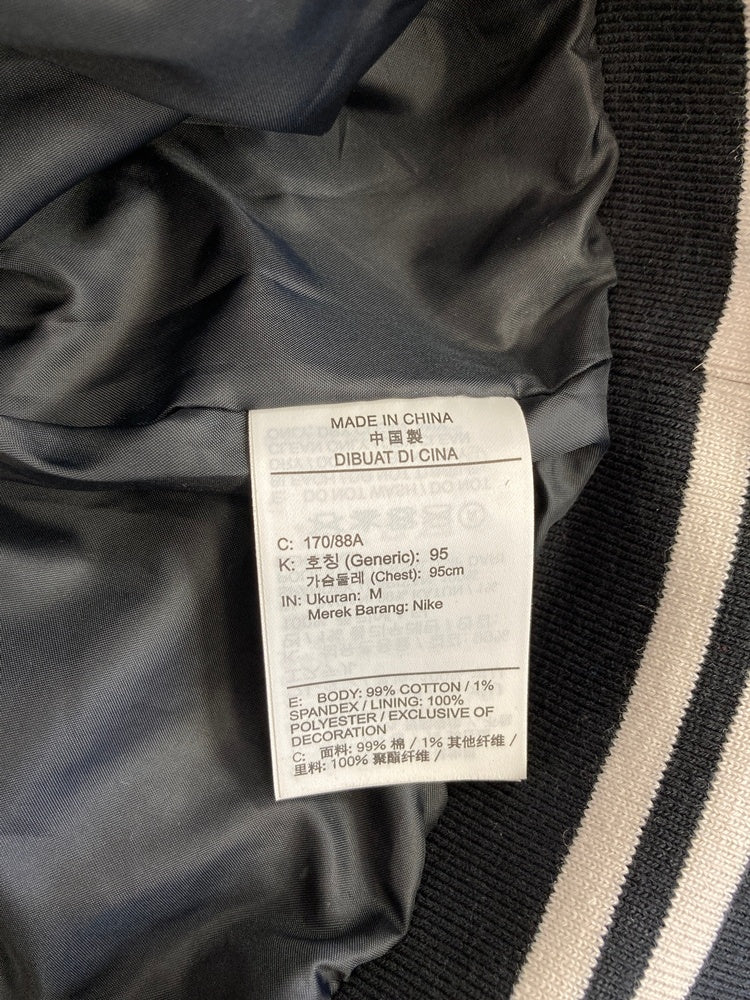 MADE IN CHINA
中国製
DIBUAT DI CINA
C: 170/88A
K: 호칭 (Generic): 95
가슴둘레 (Chest): 95cm
IN: Ukuran: M
Merek Barang: Nike
E: BODY: 99% COTTON / 1%
SPANDEX / LINING: 100%
POLYESTER / EXCLUSIVE OF
DECORATION
C: 面料: 99% 棉 / 1% 其他纤维 /
里料: 100% 聚酯纤维 /